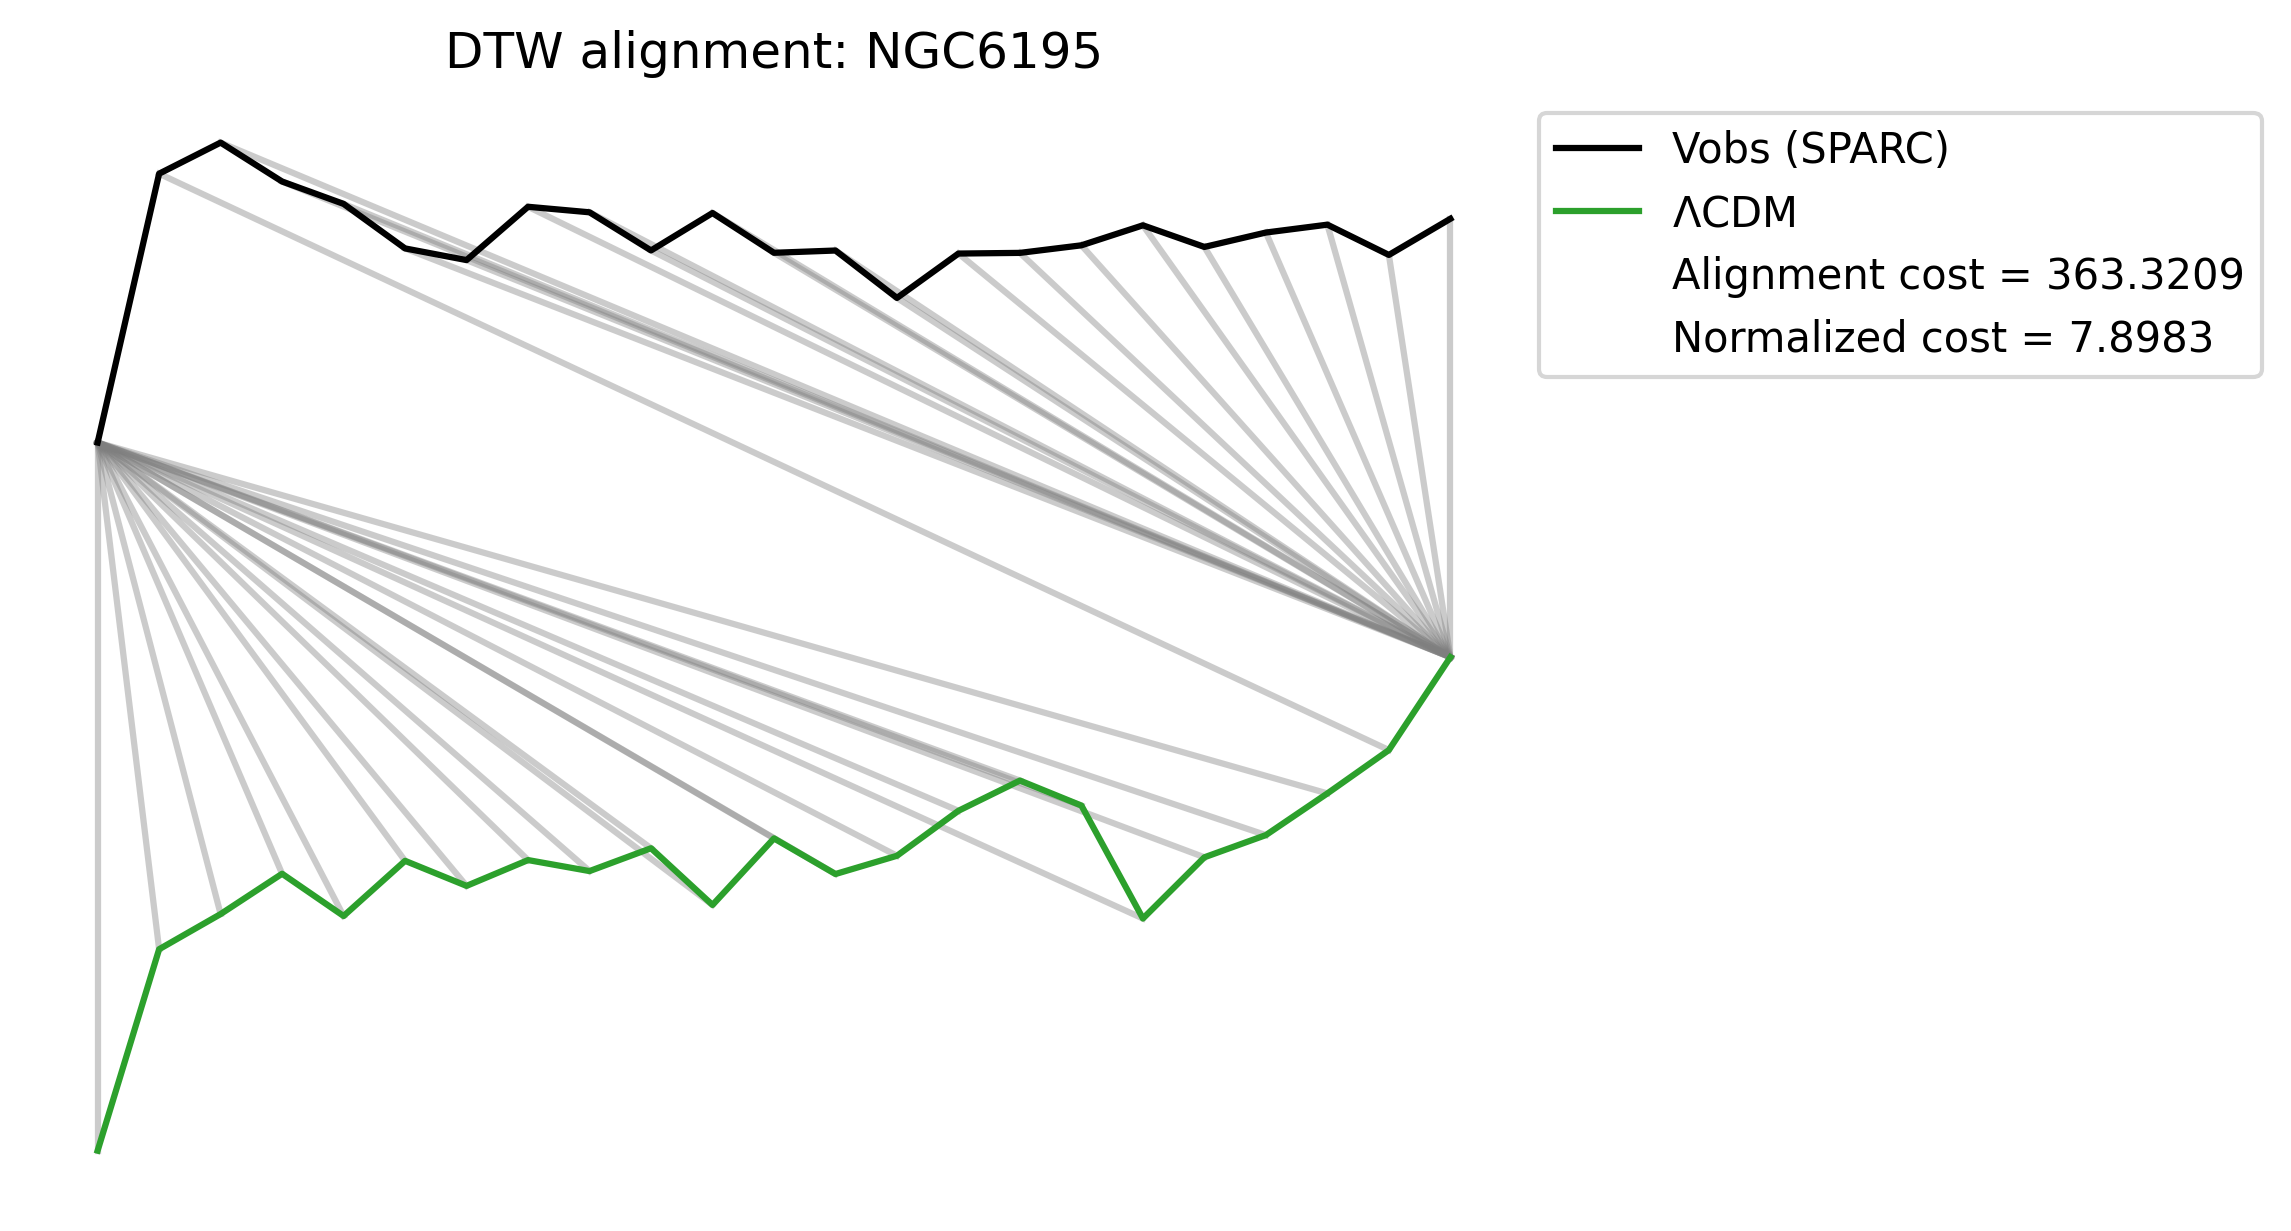 DTW alignment: NGC6195
Vobs (SPARC)
ΛCDM
Alignment cost = 363.3209
Normalized cost = 7.8983